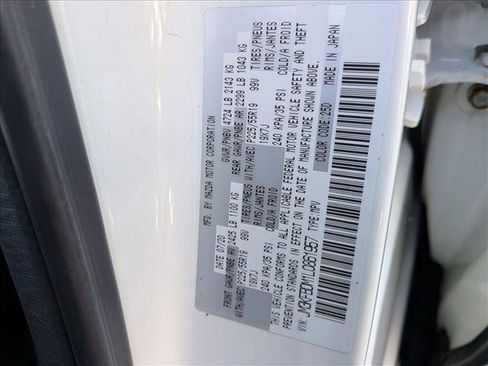 MFD. BY: MAZDA MOTOR CORPORATION
DATE 07/20
GVWR/PNBV 4724 LB 2143 KG
FRONT GAWR/PNBE AV 2425 LB 1100 KG
REAR GAWR/PNBE AR 2299 LB 1043 KG
WITH/AVEC P225/55R19 99V TIRES/PNEUS
WITH/AVEC P225/55R19 99V TIRES/PNEUS
19X7J RIMS/JANTES
19X7J RIMS/JANTES
240 KPA/35 PSI COLD/A FROID
240 KPA/35 PSI COLD/A FROID
THIS VEHICLE CONFORMS TO ALL APPLICABLE FEDERAL MOTOR VEHICLE SAFETY AND THEFT
PREVENTION STANDARDS IN EFFECT ON THE DATE OF MANUFACTURE SHOWN ABOVE.
VIN: TYPE: MPV COLOR CODE: 25D MADE IN JAPAN